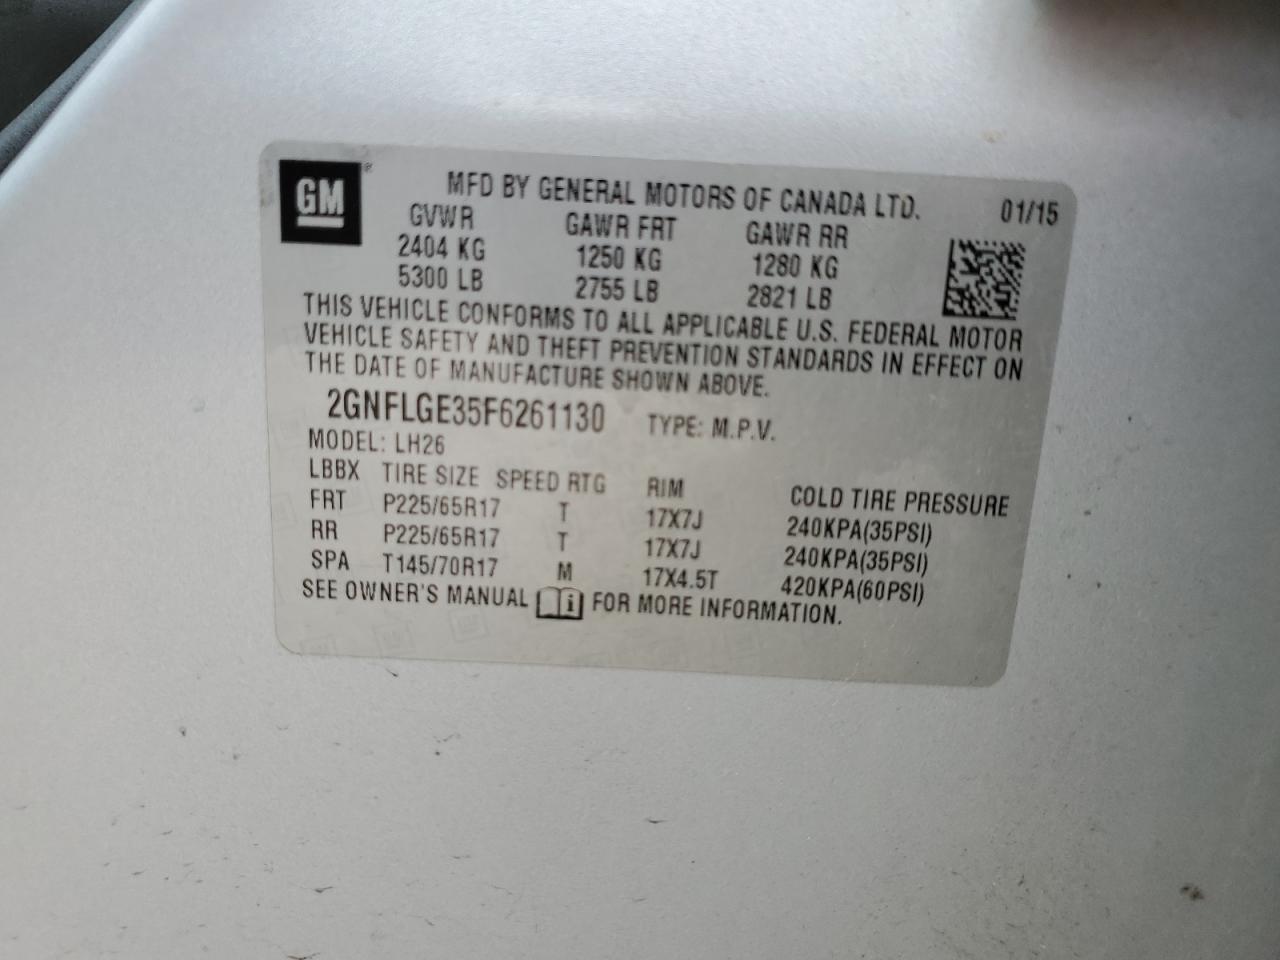 GM
®
MFD BY GENERAL MOTORS OF CANADA LTD. 01/15
GVWR GAWR FRT GAWR RR
2404 KG 1250 KG 1280 KG
5300 LB 2755 LB 2821 LB
THIS VEHICLE CONFORMS TO ALL APPLICABLE U.S. FEDERAL MOTOR
VEHICLE SAFETY AND THEFT PREVENTION STANDARDS IN EFFECT ON
THE DATE OF MANUFACTURE SHOWN ABOVE.
2GNFLGE35F6261130 TYPE: M.P.V.
MODEL: LH26
LBBX TIRE SIZE SPEED RTG RIM COLD TIRE PRESSURE
FRT P225/65R17 T 17X7J 240KPA(35PSI)
RR P225/65R17 T 17X7J 240KPA(35PSI)
SPA T145/70R17 M 17X4.5T 420KPA(60PSI)
SEE OWNER'S MANUAL i FOR MORE INFORMATION.